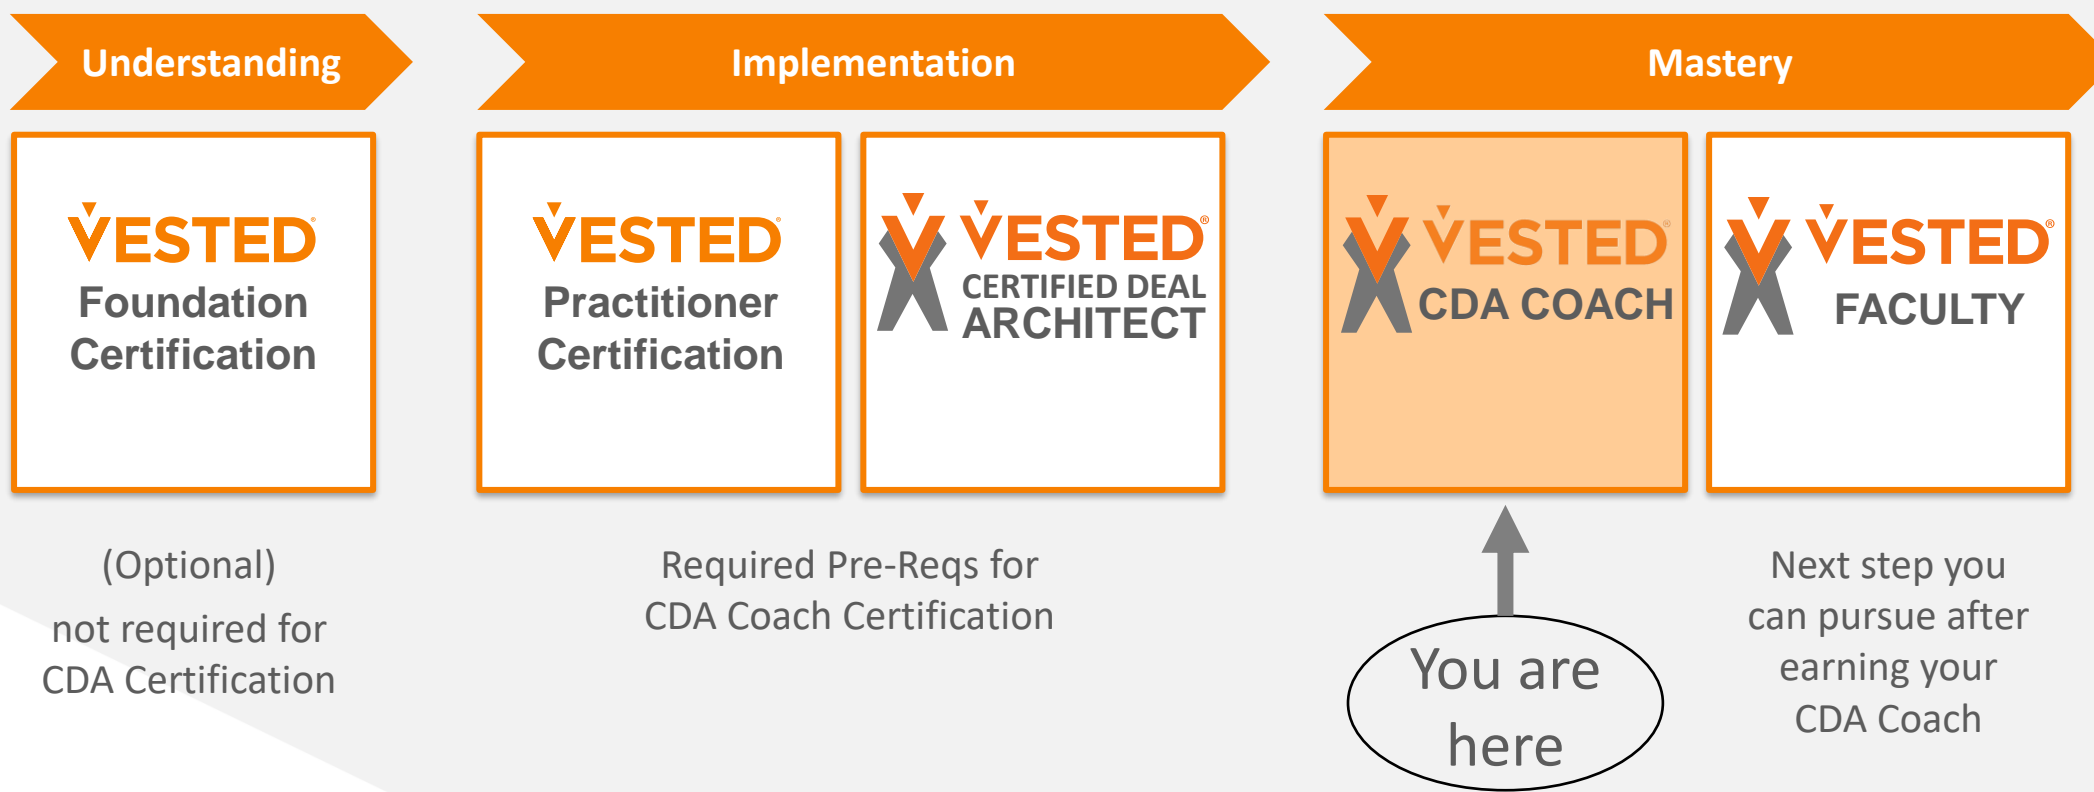 Understanding
Implementation
Mastery
VESTED®
Foundation
Certification
VESTED®
Practitioner
Certification
VESTED®
CERTIFIED DEAL
ARCHITECT
VESTED®
CDA COACH
VESTED®
FACULTY
(Optional)
not required for
CDA Certification
Required Pre-Reqs for
CDA Coach Certification
You are
here
Next step you
can pursue after
earning your
CDA Coach